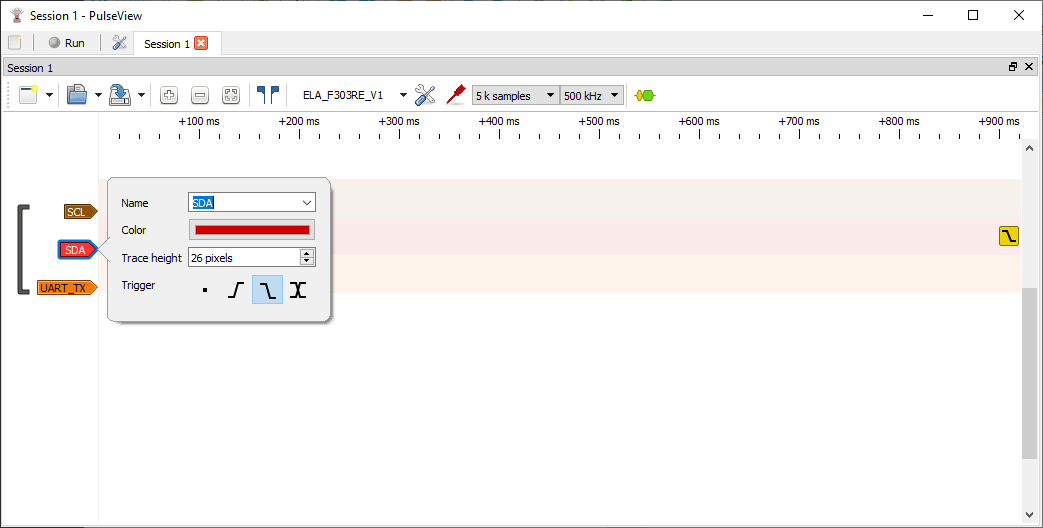 Session 1 - PulseView
Run
Session 1
Session 1
ELA_F303RE_V1
5 k samples
500 kHz
+100 ms +200 ms +300 ms +400 ms +500 ms +600 ms +700 ms +800 ms +900 ms
SCL
SDA
UART_TX
Name SDA
Color
Trace height 26 pixels
Trigger